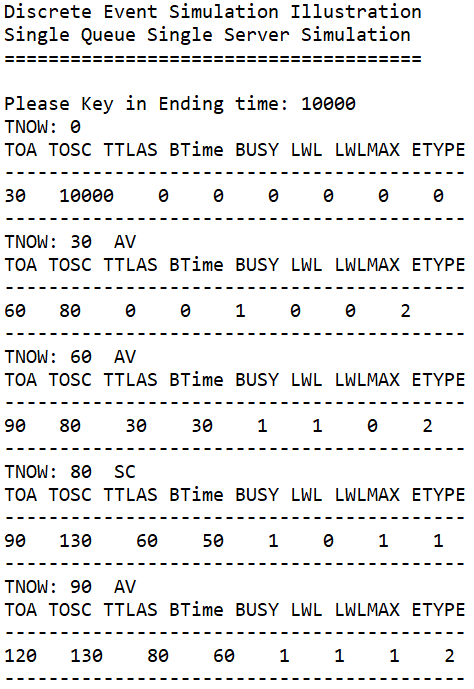 Discrete Event Simulation Illustration
Single Queue Single Server Simulation
======================================
Please Key in Ending time: 10000
TNOW: 0
TOA TOSC TTLAS BTime BUSY LWL LWLMAX ETYPE
------------------------------------------
30   10000    0    0    0    0    0    0
------------------------------------------
TNOW: 30  AV
TOA TOSC TTLAS BTime BUSY LWL LWLMAX ETYPE
------------------------------------------
60   80    0    0    1    0    0    2
------------------------------------------
TNOW: 60  AV
TOA TOSC TTLAS BTime BUSY LWL LWLMAX ETYPE
------------------------------------------
90   80    30    30    1    1    0    2
------------------------------------------
TNOW: 80  SC
TOA TOSC TTLAS BTime BUSY LWL LWLMAX ETYPE
------------------------------------------
90   130    60    50    1    0    1    1
------------------------------------------
TNOW: 90  AV
TOA TOSC TTLAS BTime BUSY LWL LWLMAX ETYPE
------------------------------------------
120   130    80    60    1    1    1    2
------------------------------------------